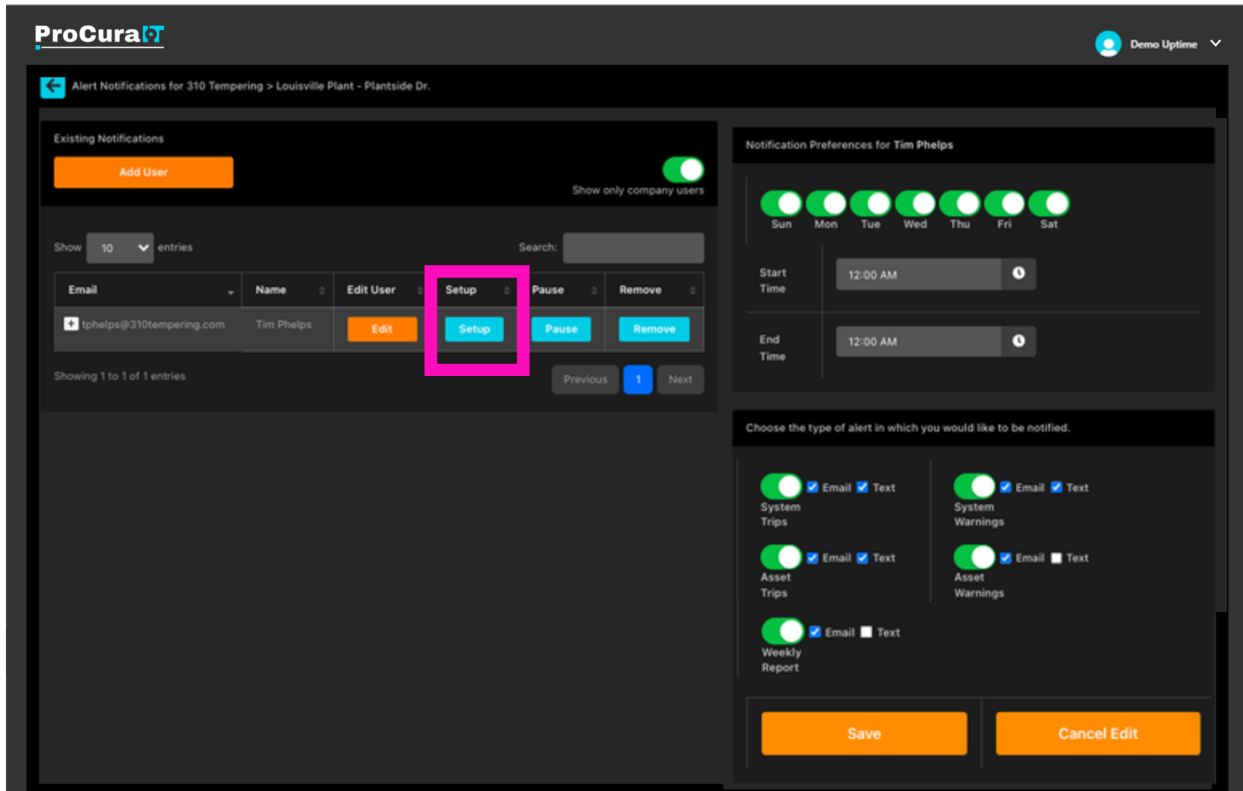 ProCuraIT
Demo Uptime
Alert Notifications for 310 Tempering > Louisville Plant - Plantside Dr.
Existing Notifications
Add User
Show only company users
Show 10 entries
Search:
Email Name Edit User Setup Pause Remove
tphelps@310tempering.com Tim Phelps Edit Setup Pause Remove
Showing 1 to 1 of 1 entries
Previous 1 Next
Notification Preferences for Tim Phelps
Sun Mon Tue Wed Thu Fri Sat
Start
Time
12:00 AM
End
Time
12:00 AM
Choose the type of alert in which you would like to be notified.
Email Text
System
Trips
Email Text
System
Warnings
Email Text
Asset
Trips
Email Text
Asset
Warnings
Email Text
Weekly
Report
Save
Cancel Edit